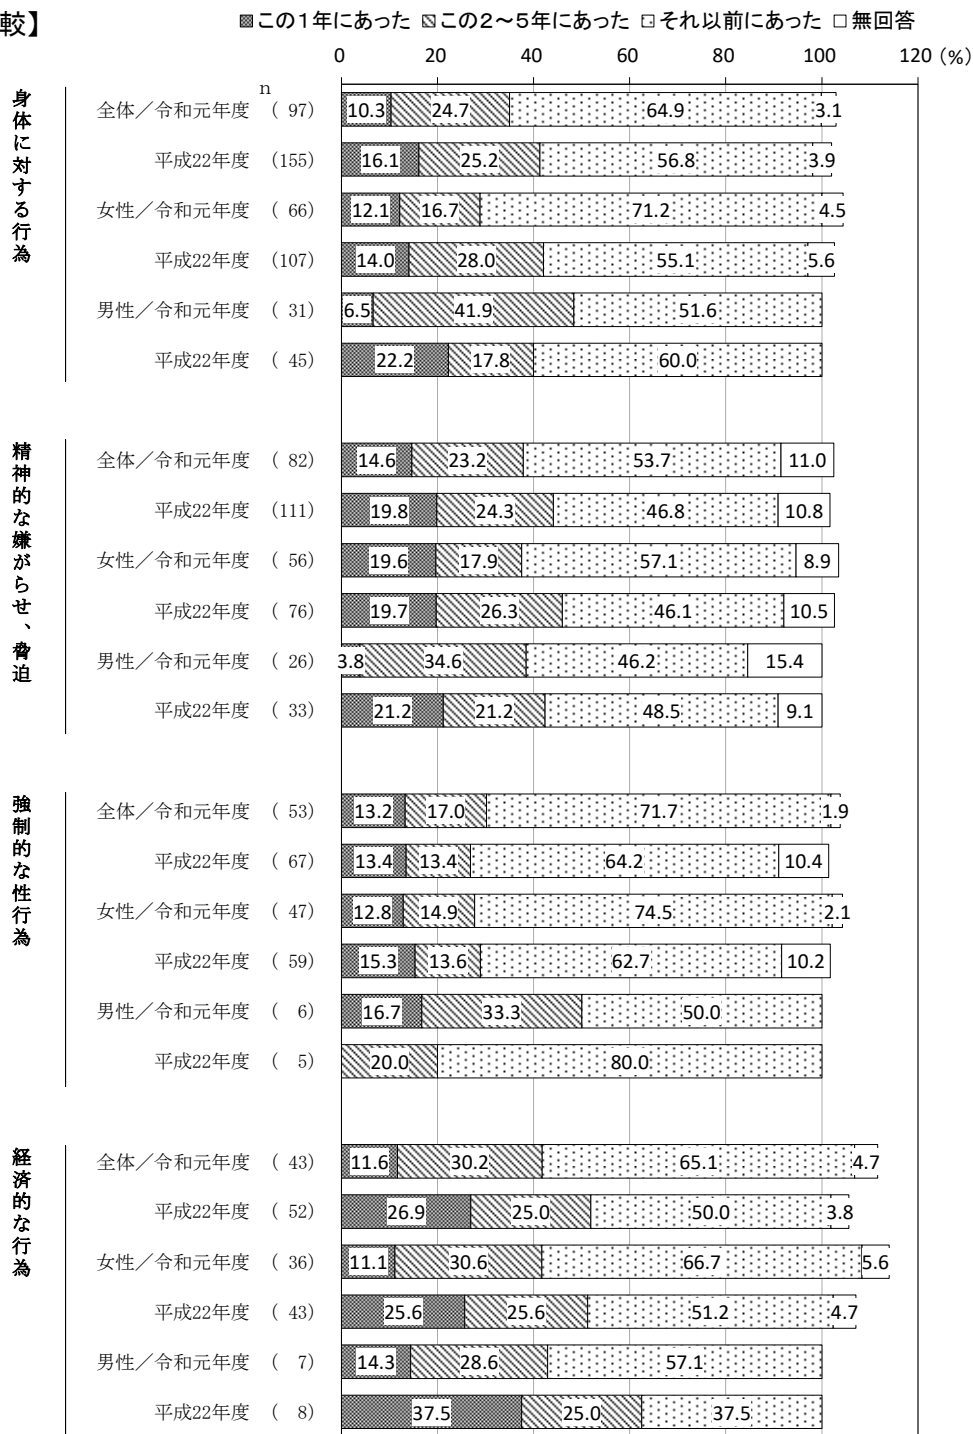 較】
■この１年にあった ▧この２～５年にあった ⬚それ以前にあった □無回答
0 20 40 60 80 100 120 (%)
n
身体に対する行為
全体／令和元年度 ( 97) 10.3 24.7 64.9 3.1
平成22年度 (155) 16.1 25.2 56.8 3.9
女性／令和元年度 ( 66) 12.1 16.7 71.2 4.5
平成22年度 (107) 14.0 28.0 55.1 5.6
男性／令和元年度 ( 31) 6.5 41.9 51.6
平成22年度 ( 45) 22.2 17.8 60.0
精神的な嫌がらせ、脅迫
全体／令和元年度 ( 82) 14.6 23.2 53.7 11.0
平成22年度 (111) 19.8 24.3 46.8 10.8
女性／令和元年度 ( 56) 19.6 17.9 57.1 8.9
平成22年度 ( 76) 19.7 26.3 46.1 10.5
男性／令和元年度 ( 26) 3.8 34.6 46.2 15.4
平成22年度 ( 33) 21.2 21.2 48.5 9.1
強制的な性行為
全体／令和元年度 ( 53) 13.2 17.0 71.7 1.9
平成22年度 ( 67) 13.4 13.4 64.2 10.4
女性／令和元年度 ( 47) 12.8 14.9 74.5 2.1
平成22年度 ( 59) 15.3 13.6 62.7 10.2
男性／令和元年度 ( 6) 16.7 33.3 50.0
平成22年度 ( 5) 20.0 80.0
経済的な行為
全体／令和元年度 ( 43) 11.6 30.2 65.1 4.7
平成22年度 ( 52) 26.9 25.0 50.0 3.8
女性／令和元年度 ( 36) 11.1 30.6 66.7 5.6
平成22年度 ( 43) 25.6 25.6 51.2 4.7
男性／令和元年度 ( 7) 14.3 28.6 57.1
平成22年度 ( 8) 37.5 25.0 37.5